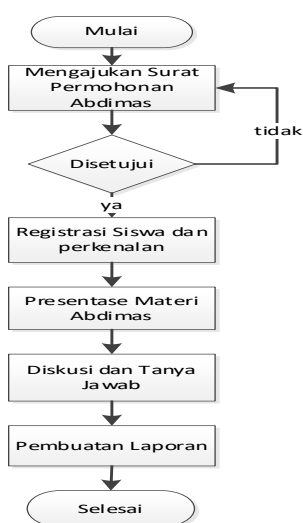 Mulai
Mengajukan Surat
Permohonan
Abdimas
tidak
Disetujui
ya
Registrasi Siswa dan
perkenalan
Presentase Materi
Abdimas
Diskusi dan Tanya
Jawab
Pembuatan Laporan
Selesai